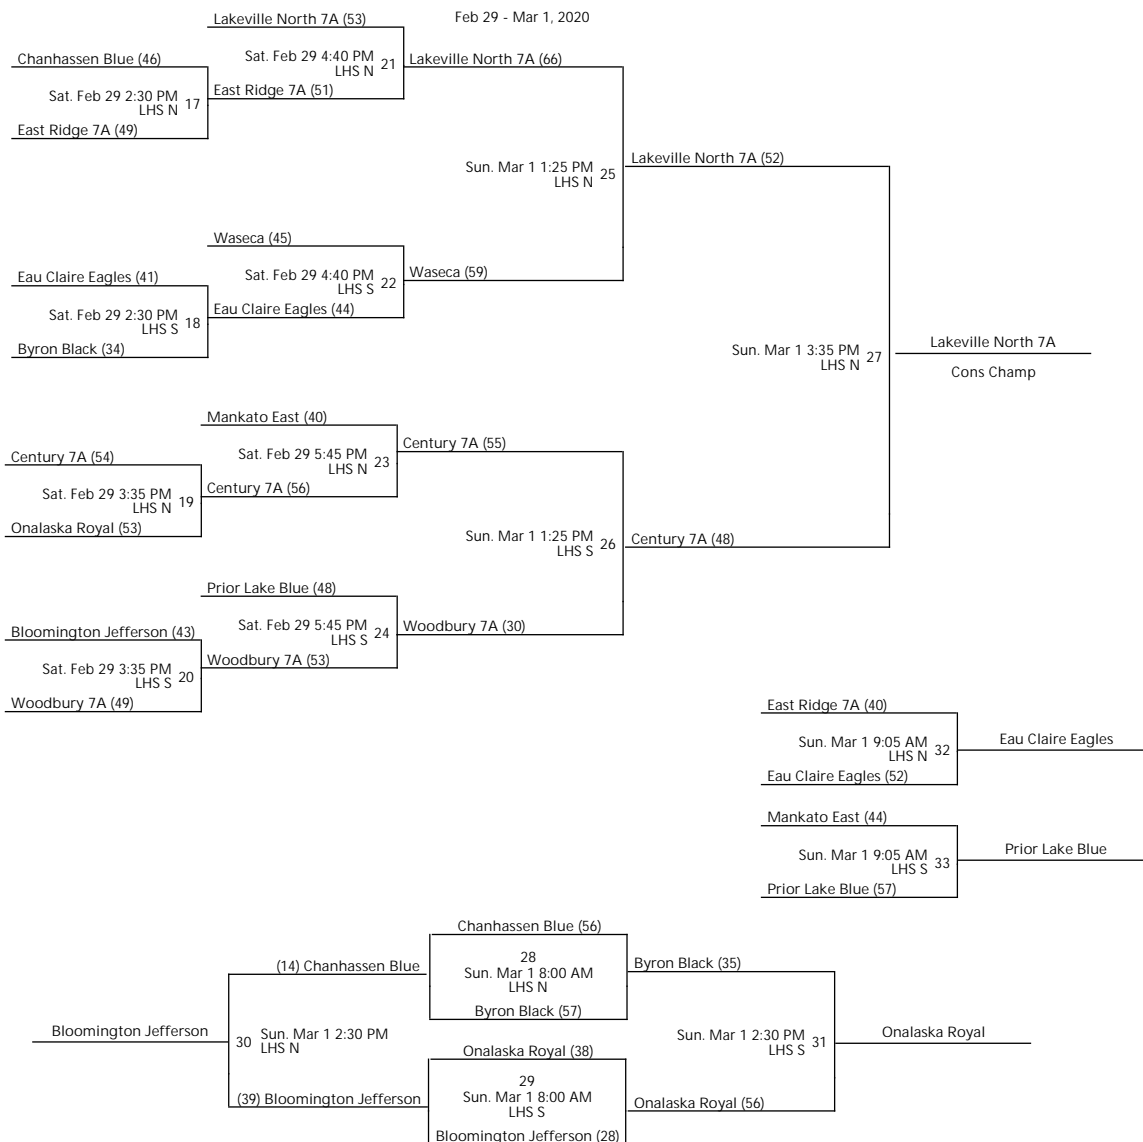 Feb 29 - Mar 1, 2020
Lakeville North 7A (53)
Chanhassen Blue (46)
Sat. Feb 29 4:40 PM
LHS N
21
Lakeville North 7A (66)
Sat. Feb 29 2:30 PM
LHS N
17
East Ridge 7A (51)
East Ridge 7A (49)
Sun. Mar 1 1:25 PM
LHS N
25
Lakeville North 7A (52)
Waseca (45)
Eau Claire Eagles (41)
Sat. Feb 29 4:40 PM
LHS S
22
Waseca (59)
Sat. Feb 29 2:30 PM
LHS S
18
Eau Claire Eagles (44)
Byron Black (34)
Sun. Mar 1 3:35 PM
LHS N
27
Lakeville North 7A
Cons Champ
Mankato East (40)
Century 7A (54)
Sat. Feb 29 5:45 PM
LHS N
23
Century 7A (55)
Sat. Feb 29 3:35 PM
LHS N
19
Century 7A (56)
Onalaska Royal (53)
Sun. Mar 1 1:25 PM
LHS S
26
Century 7A (48)
Prior Lake Blue (48)
Bloomington Jefferson (43)
Sat. Feb 29 5:45 PM
LHS S
24
Woodbury 7A (30)
Sat. Feb 29 3:35 PM
LHS S
20
Woodbury 7A (53)
Woodbury 7A (49)
East Ridge 7A (40)
Sun. Mar 1 9:05 AM
LHS N
32
Eau Claire Eagles
Eau Claire Eagles (52)
Mankato East (44)
Sun. Mar 1 9:05 AM
LHS S
33
Prior Lake Blue
Prior Lake Blue (57)
Chanhassen Blue (56)
(14) Chanhassen Blue
28
Sun. Mar 1 8:00 AM
LHS N
Byron Black (35)
Byron Black (57)
Bloomington Jefferson
30
Sun. Mar 1 2:30 PM
LHS N
Sun. Mar 1 2:30 PM
LHS S
31
Onalaska Royal
Onalaska Royal (38)
(39) Bloomington Jefferson
29
Sun. Mar 1 8:00 AM
LHS S
Onalaska Royal (56)
Bloomington Jefferson (28)